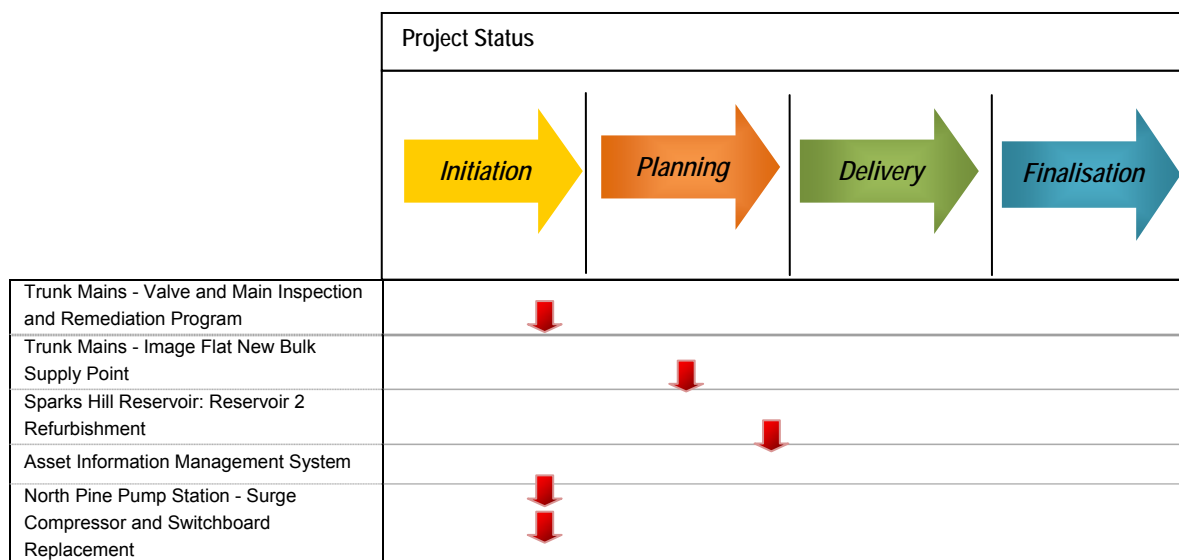 Project Status
Initiation
Planning
Delivery
Finalisation
Trunk Mains - Valve and Main Inspection
and Remediation Program
Trunk Mains - Image Flat New Bulk
Supply Point
Sparks Hill Reservoir: Reservoir 2
Refurbishment
Asset Information Management System
North Pine Pump Station - Surge
Compressor and Switchboard
Replacement